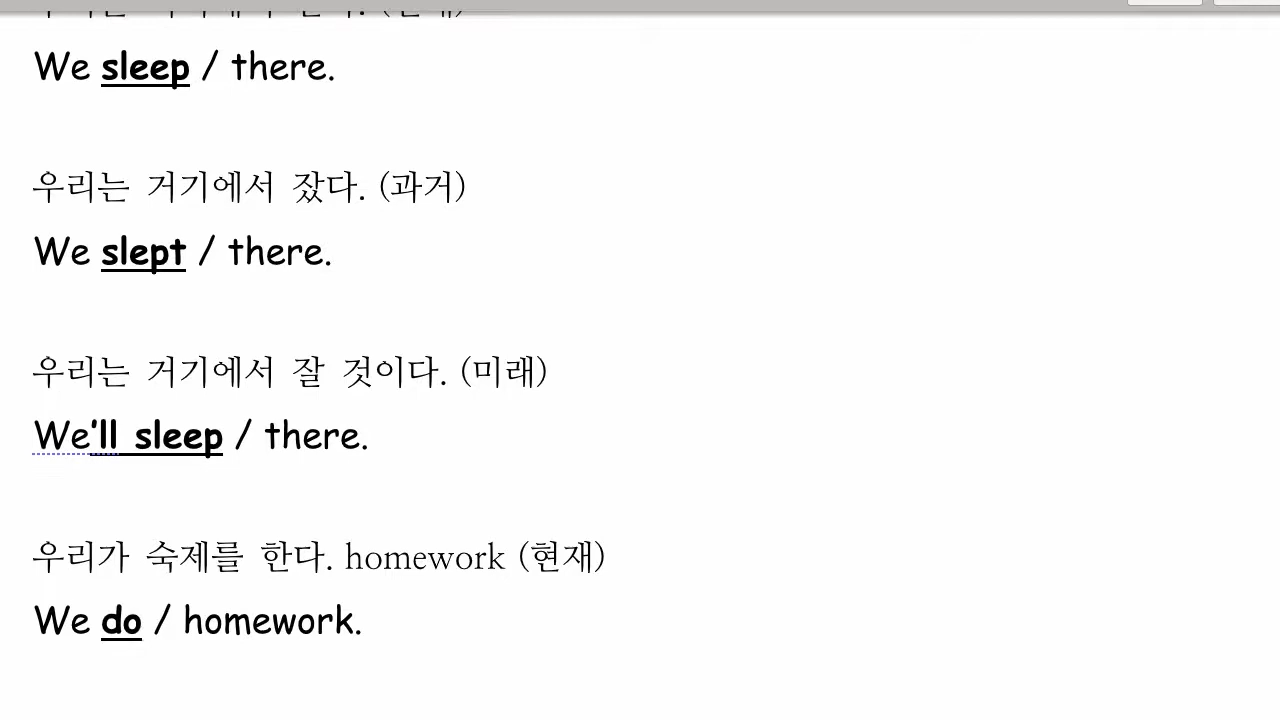 We sleep / there.
우리는 거기에서 잤다. (과거)
We slept / there.
우리는 거기에서 잘 것이다. (미래)
We'll sleep / there.
우리가 숙제를 한다. homework (현재)
We do / homework.